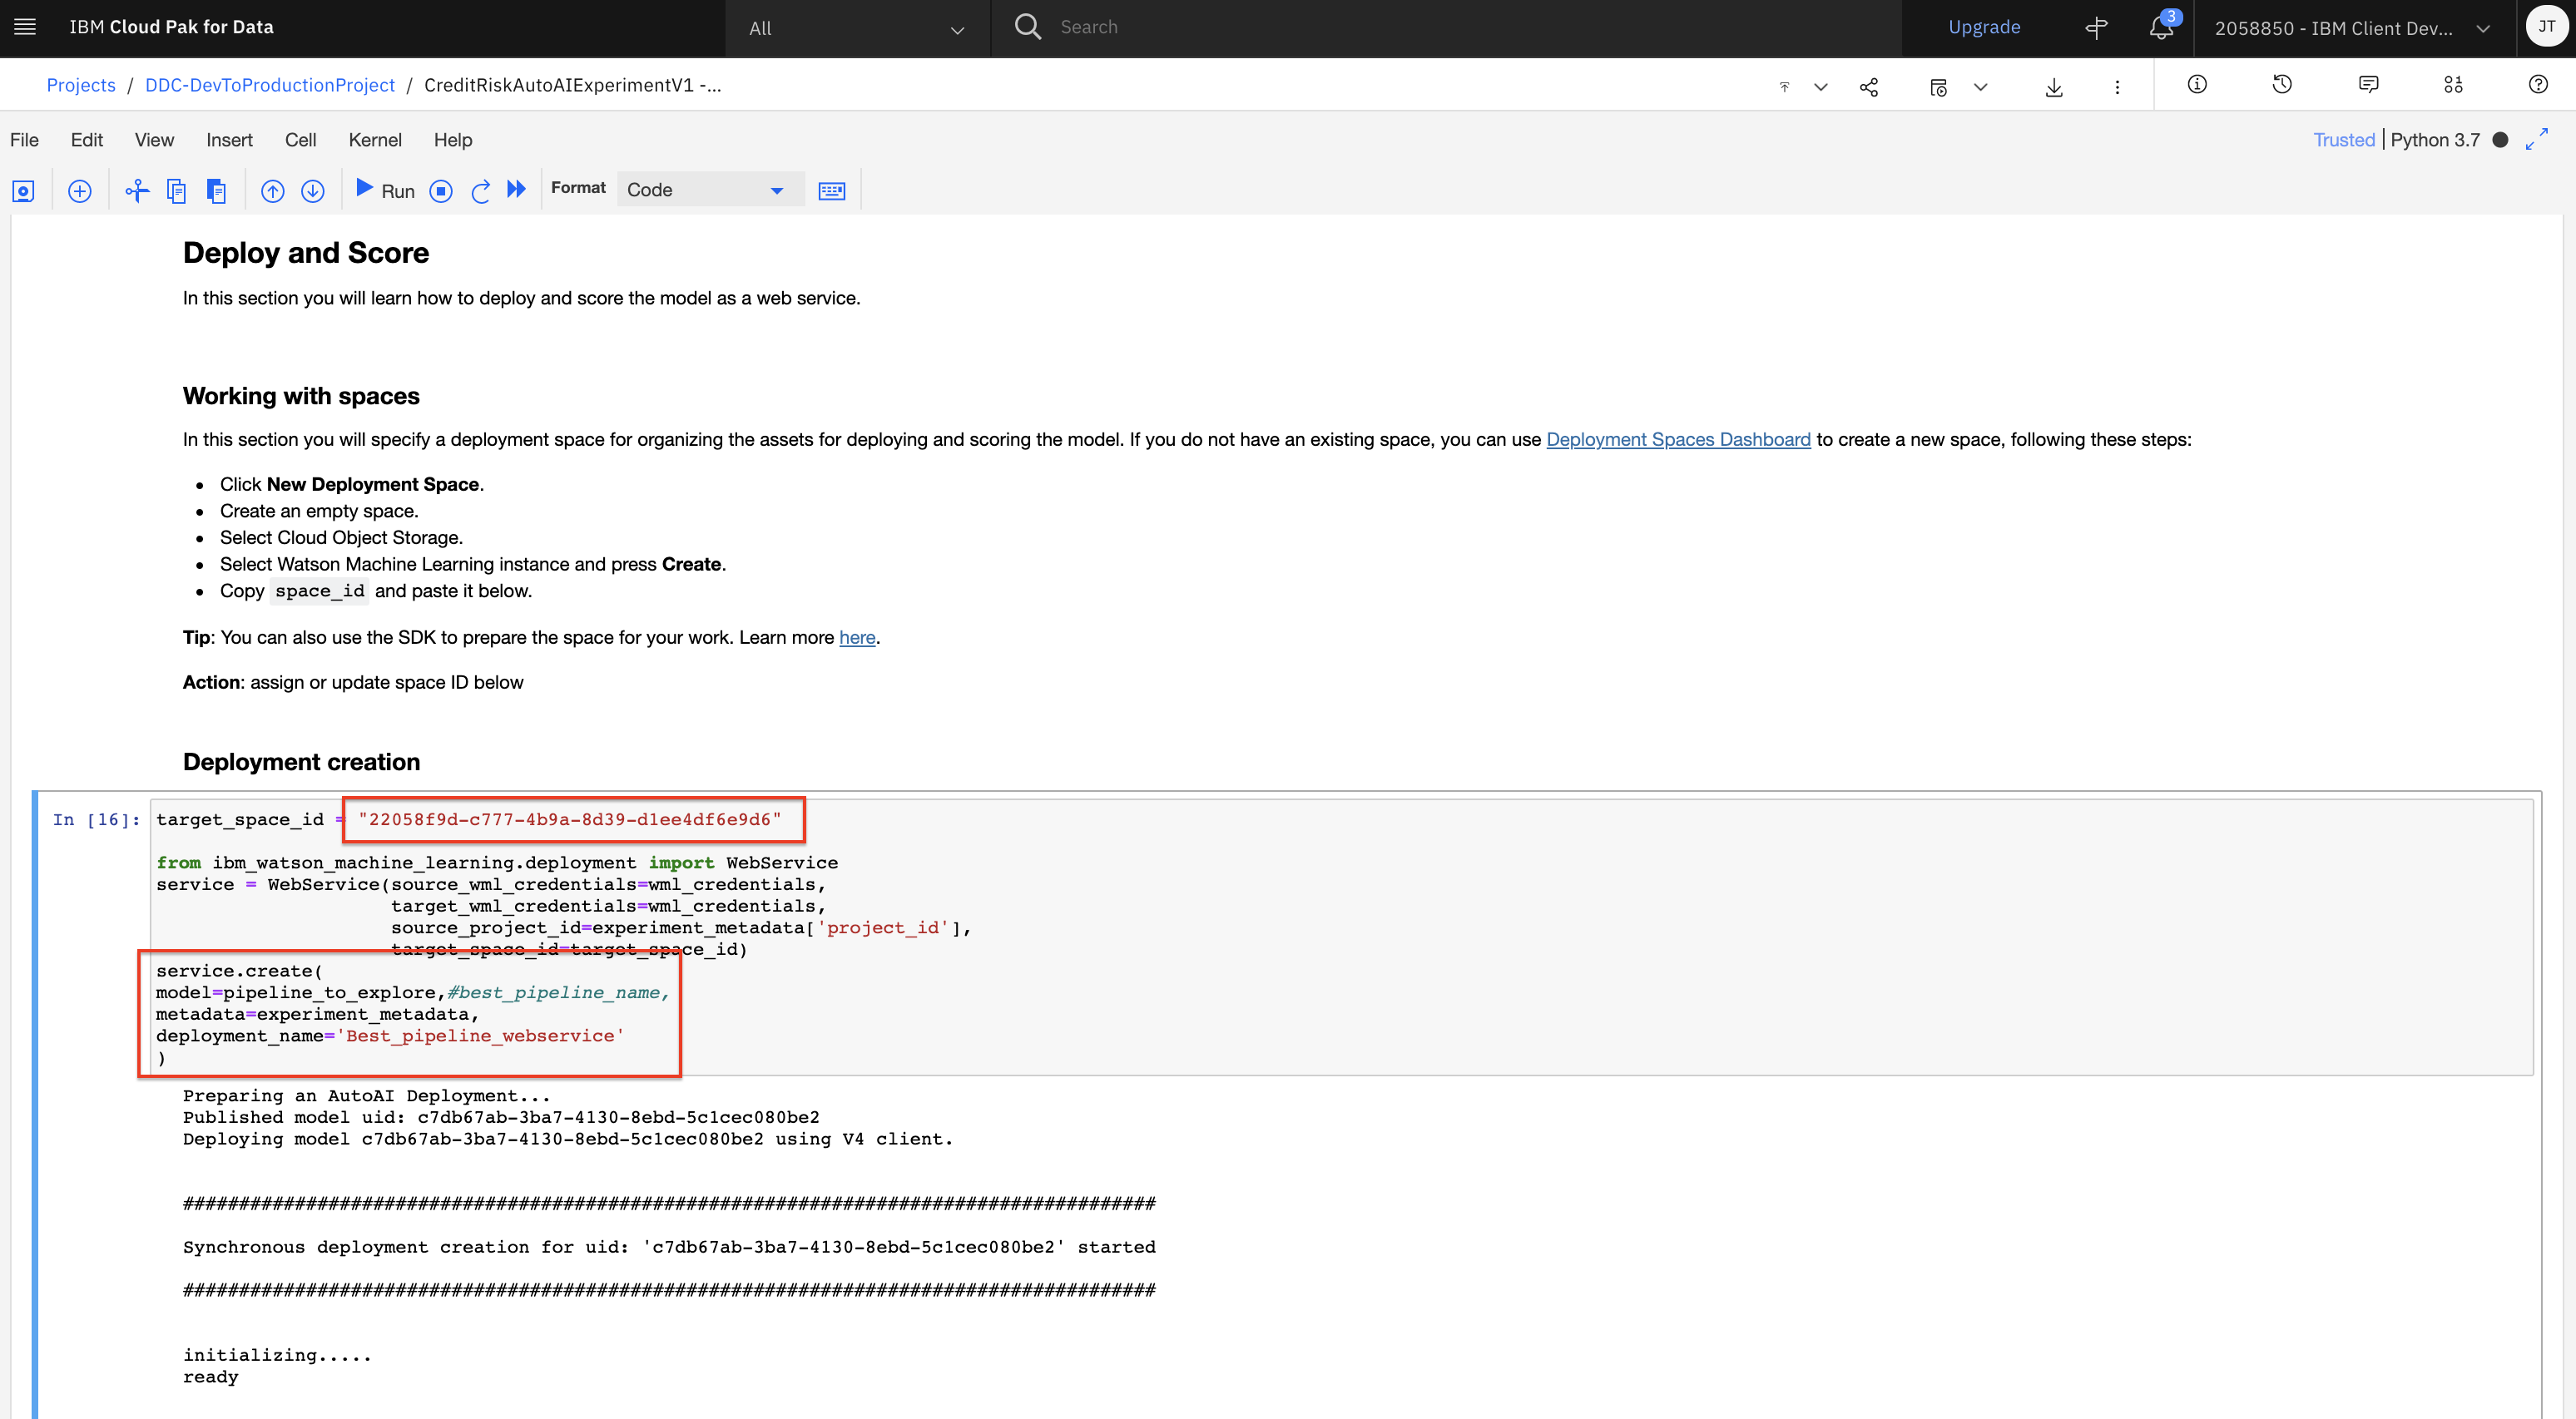 IBM Cloud Pak for Data
All
Search
Upgrade
3
2058850 - IBM Client Dev...
JT
Projects / DDC-DevToProductionProject / CreditRiskAutoAIExperimentV1 -...
File Edit View Insert Cell Kernel Help
Trusted | Python 3.7
Run
Format
Code
Deploy and Score
In this section you will learn how to deploy and score the model as a web service.
Working with spaces
In this section you will specify a deployment space for organizing the assets for deploying and scoring the model. If you do not have an existing space, you can use Deployment Spaces Dashboard to create a new space, following these steps:
• Click New Deployment Space.
• Create an empty space.
• Select Cloud Object Storage.
• Select Watson Machine Learning instance and press Create.
• Copy space_id and paste it below.
Tip: You can also use the SDK to prepare the space for your work. Learn more here.
Action: assign or update space ID below
Deployment creation
In [16]: target_space_id = "22058f9d-c777-4b9a-8d39-d1ee4df6e9d6"
from ibm_watson_machine_learning.deployment import WebService
service = WebService(source_wml_credentials=wml_credentials,
target_wml_credentials=wml_credentials,
source_project_id=experiment_metadata['project_id'],
target_space_id=target_space_id)
service.create(
model=pipeline_to_explore,#best_pipeline_name,
metadata=experiment_metadata,
deployment_name='Best_pipeline_webservice'
)
Preparing an AutoAI Deployment...
Published model uid: c7db67ab-3ba7-4130-8ebd-5c1cec080be2
Deploying model c7db67ab-3ba7-4130-8ebd-5c1cec080be2 using V4 client.
#######################################################################################
Synchronous deployment creation for uid: 'c7db67ab-3ba7-4130-8ebd-5c1cec080be2' started
#######################################################################################
initializing.....
ready